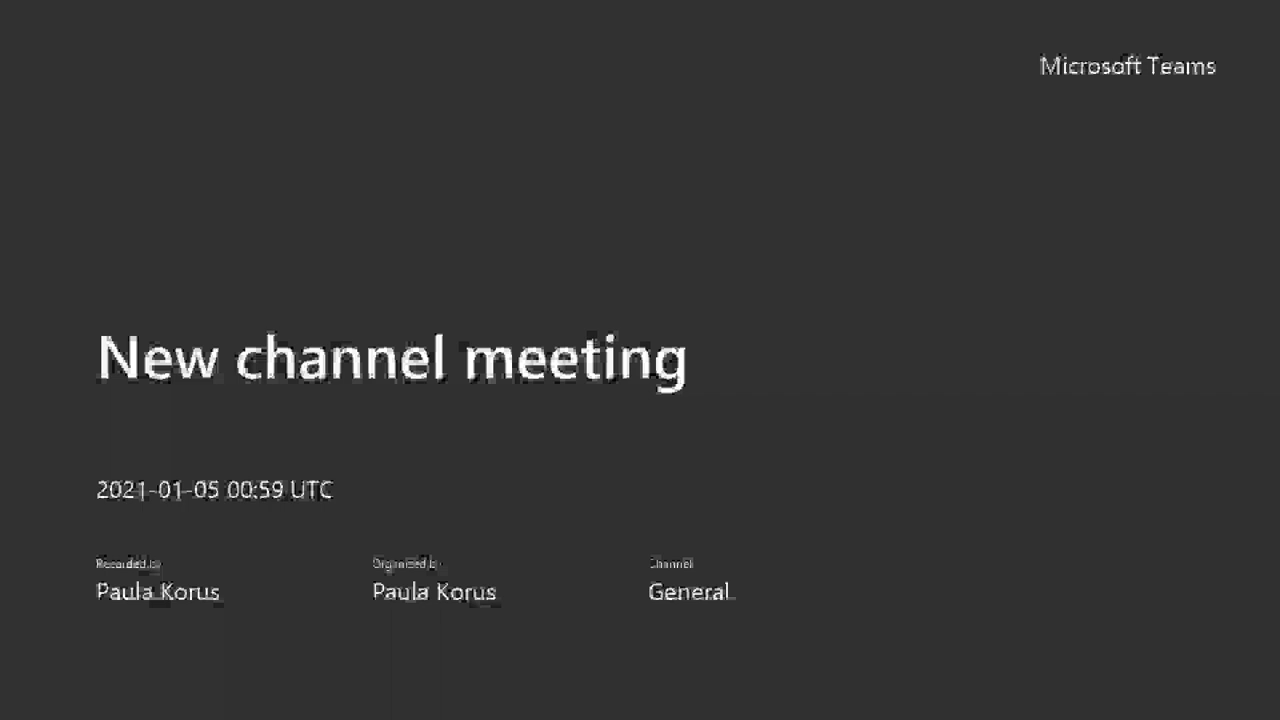 Microsoft Teams
New channel meeting
2021-01-05 00:59 UTC
Recorded by Organized by Channel
Paula Korus Paula Korus General